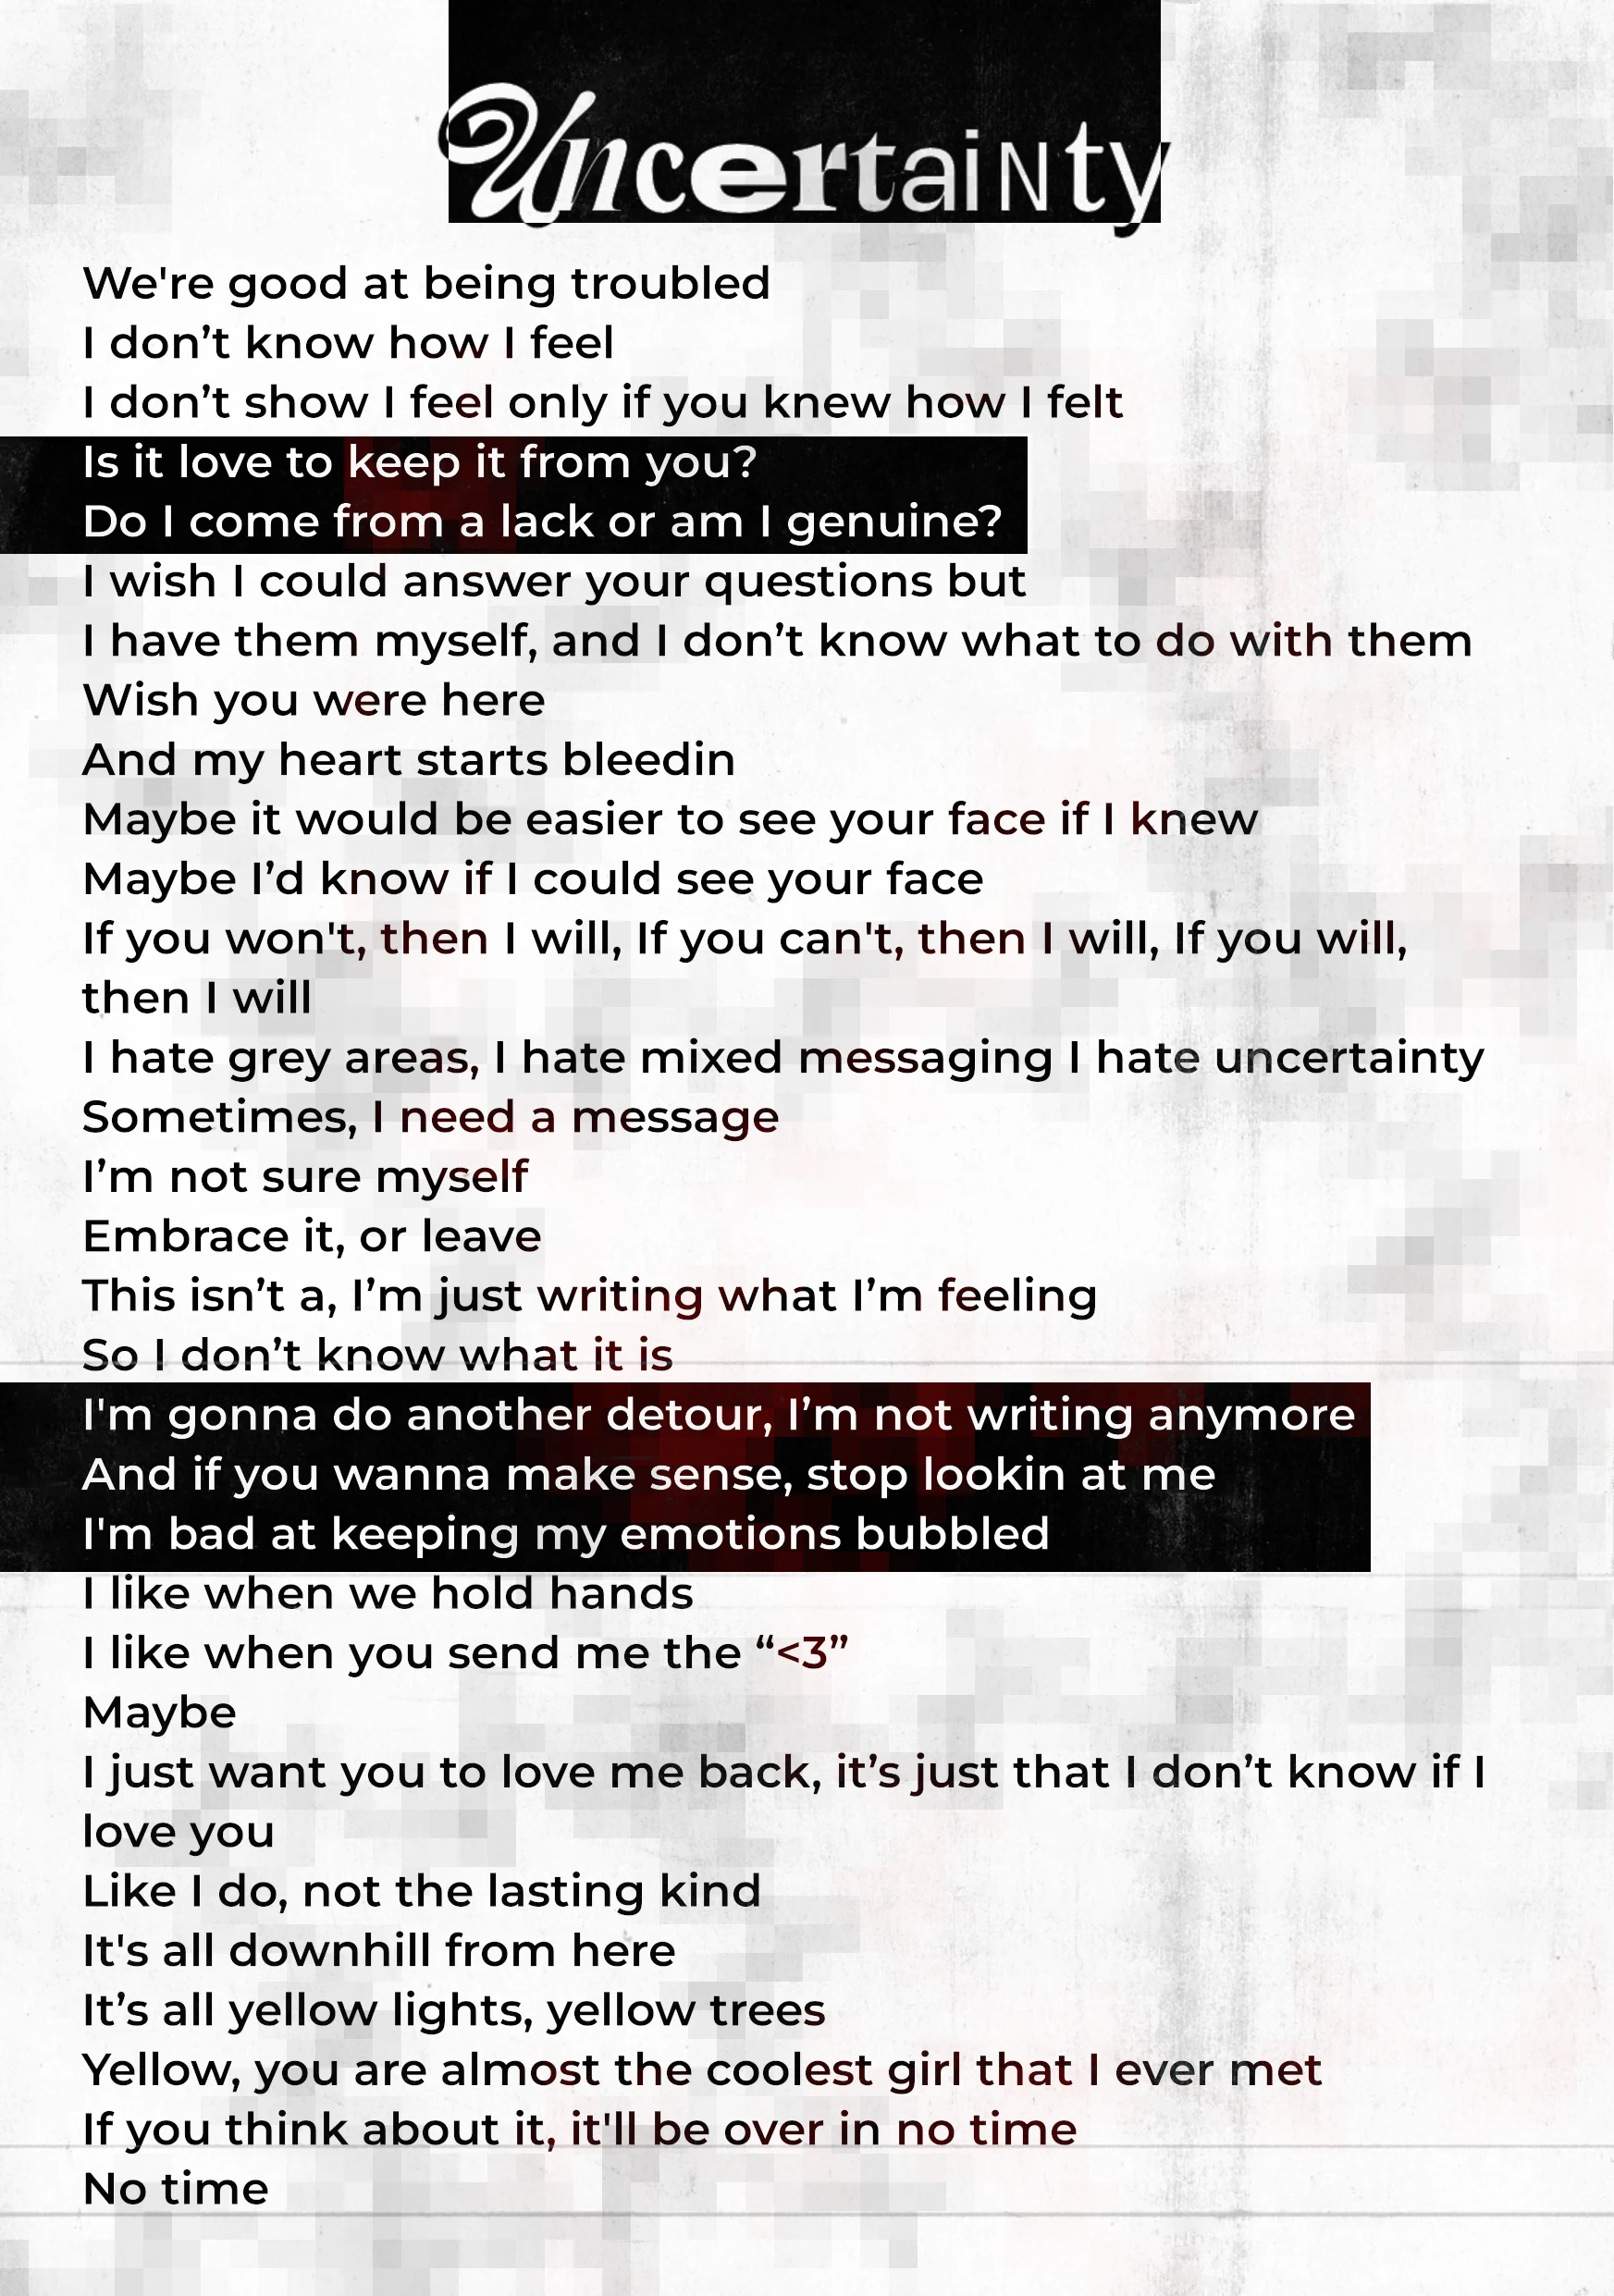 Uncertainty
We're good at being troubled
I don’t know how I feel
I don’t show I feel only if you knew how I felt
Is it love to keep it from you?
Do I come from a lack or am I genuine?
I wish I could answer your questions but
I have them myself, and I don’t know what to do with them
Wish you were here
And my heart starts bleedin
Maybe it would be easier to see your face if I knew
Maybe I’d know if I could see your face
If you won't, then I will, If you can't, then I will, If you will,
then I will
I hate grey areas, I hate mixed messaging I hate uncertainty
Sometimes, I need a message
I’m not sure myself
Embrace it, or leave
This isn’t a, I’m just writing what I’m feeling
So I don’t know what it is
I'm gonna do another detour, I’m not writing anymore
And if you wanna make sense, stop lookin at me
I'm bad at keeping my emotions bubbled
I like when we hold hands
I like when you send me the “<3”
Maybe
I just want you to love me back, it’s just that I don’t know if I
love you
Like I do, not the lasting kind
It's all downhill from here
It’s all yellow lights, yellow trees
Yellow, you are almost the coolest girl that I ever met
If you think about it, it'll be over in no time
No time